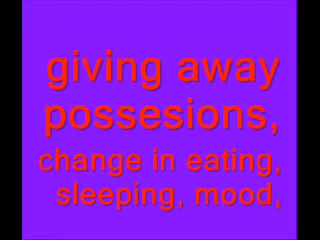 giving away
possesions,
change in eating,
sleeping, mood,